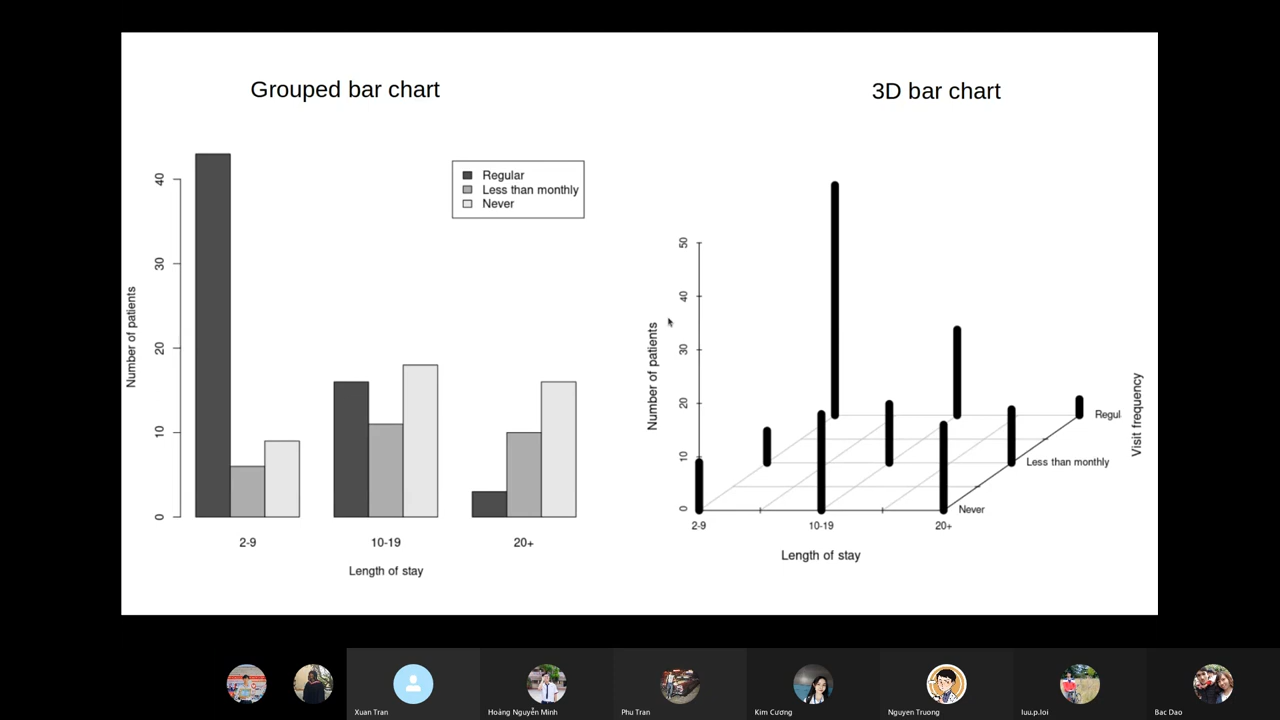 Grouped bar chart
3D bar chart
Regular
Less than monthly
Never
40
30
20
10
0
Number of patients
2-9
10-19
20+
Length of stay
50
40
30
20
10
0
Number of patients
2-9
10-19
20+
Length of stay
Regul
Less than monthly
Never
Visit frequency
Xuan Tran
Hoàng Nguyễn Minh
Phu Tran
Kim Cương
Nguyen Truong
luu.p.loi
Bac Dao